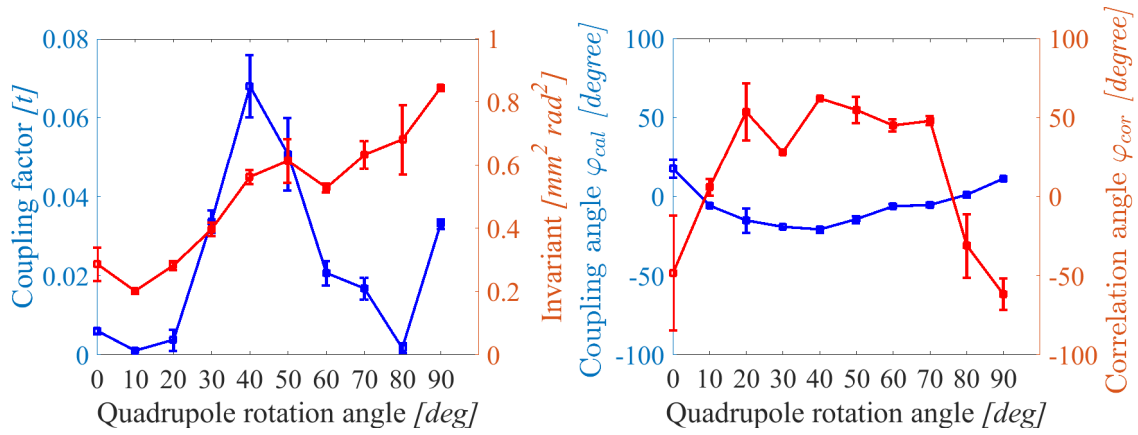 0.08
0.06
0.04
0.02
0
Coupling factor [t]
1
0.8
0.6
0.4
0.2
0
Invariant [mm² rad²]
0 10 20 30 40 50 60 70 80 90
Quadrupole rotation angle [deg]
100
50
0
-50
-100
Coupling angle φcal [degree]
100
50
0
-50
-100
Correlation angle φcor [degree]
0 10 20 30 40 50 60 70 80 90
Quadrupole rotation angle [deg]